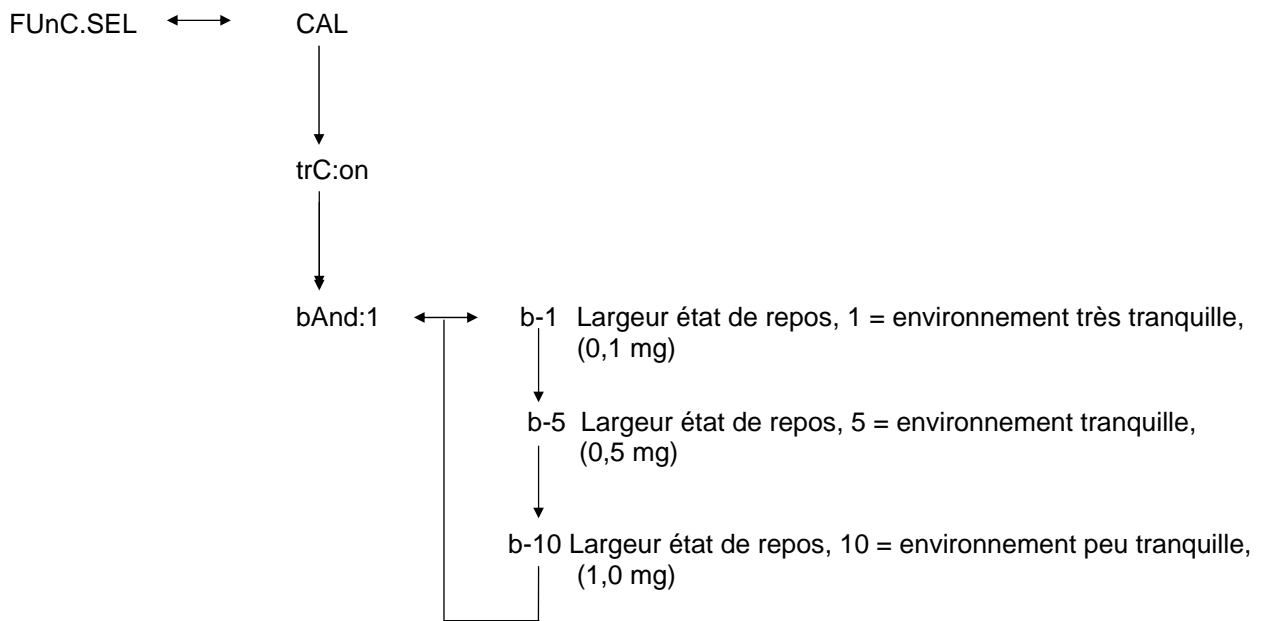 FUnC.SEL CAL
trC:on
bAnd:1 b-1 Largeur état de repos, 1 = environnement très tranquille,
(0,1 mg)
b-5 Largeur état de repos, 5 = environnement tranquille,
(0,5 mg)
b-10 Largeur état de repos, 10 = environnement peu tranquille,
(1,0 mg)